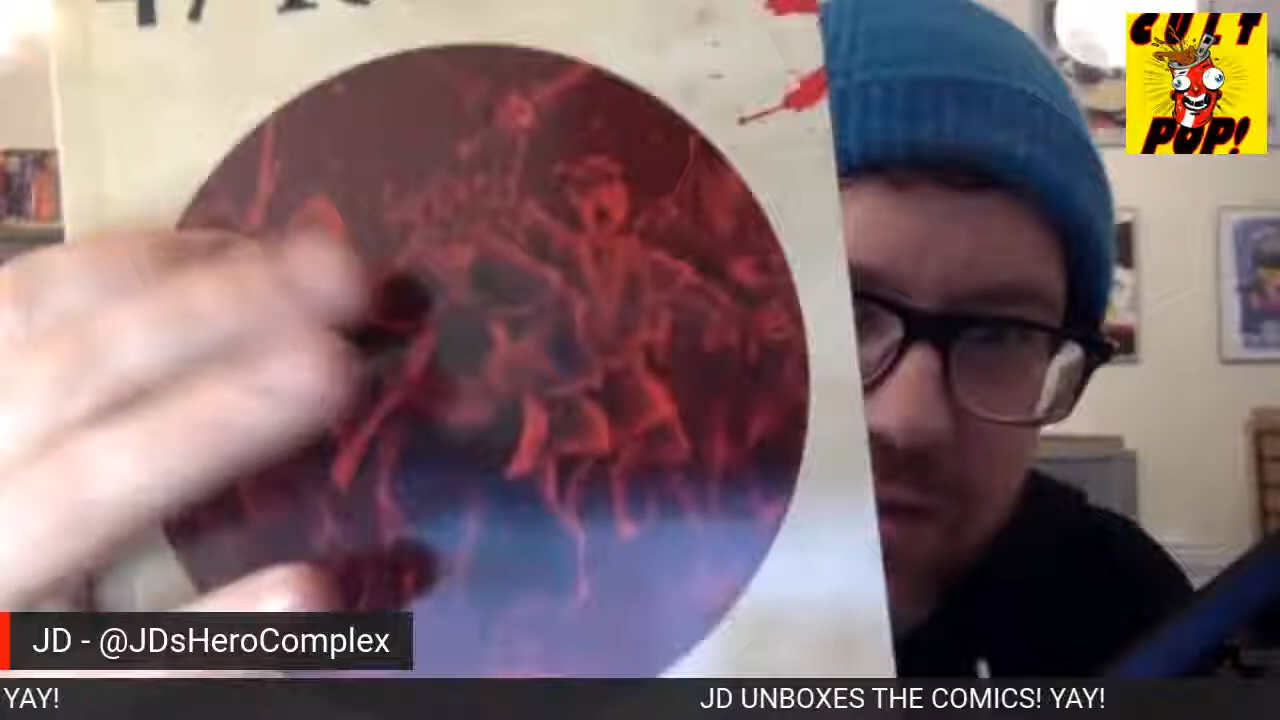 CULT
POP!
JD - @JDsHeroComplex
YAY!
JD UNBOXES THE COMICS! YAY!